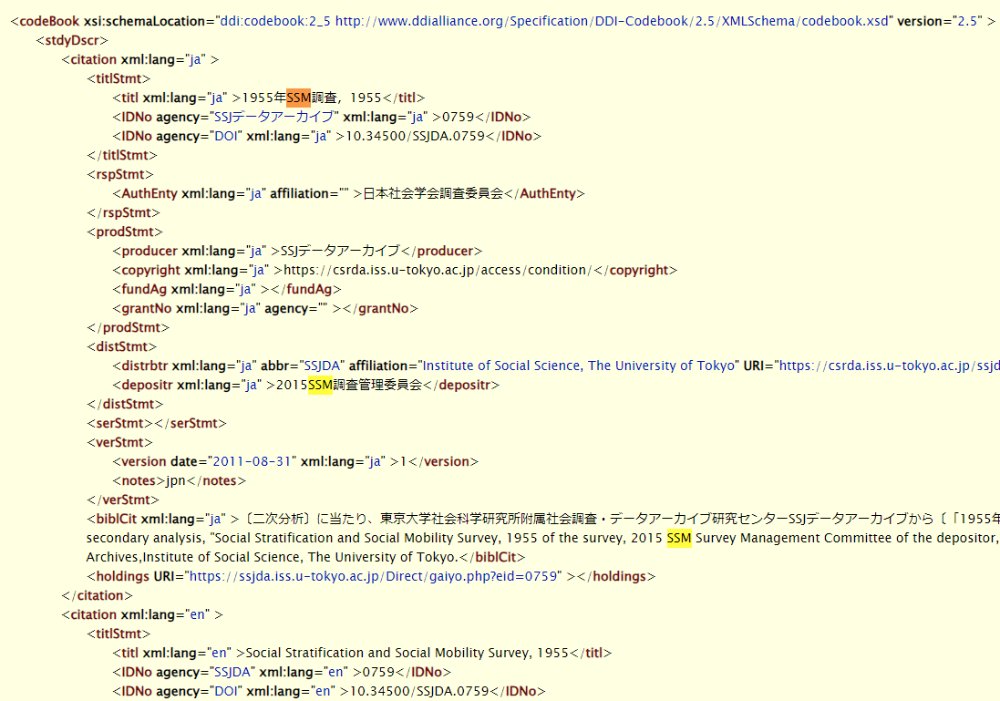 <codeBook xsi:schemaLocation="ddi:codebook:2_5 http://www.ddialliance.org/Specification/DDI-Codebook/2.5/XMLSchema/codebook.xsd" version="2.5" >
<stdyDscr>
<citation xml:lang="ja" >
<titlStmt>
<titl xml:lang="ja" >1955年SSM調査，1955</titl>
<IDNo agency="SSJデータアーカイブ" xml:lang="ja" >0759</IDNo>
<IDNo agency="DOI" xml:lang="ja" >10.34500/SSJDA.0759</IDNo>
</titlStmt>
<rspStmt>
<AuthEnty xml:lang="ja" affiliation="" >日本社会学会調査委員会</AuthEnty>
</rspStmt>
<prodStmt>
<producer xml:lang="ja" >SSJデータアーカイブ</producer>
<copyright xml:lang="ja" >https://csrda.iss.u-tokyo.ac.jp/access/condition/</copyright>
<fundAg xml:lang="ja" ></fundAg>
<grantNo xml:lang="ja" agency="" ></grantNo>
</prodStmt>
<distStmt>
<distrbtr xml:lang="ja" abbr="SSJDA" affiliation="Institute of Social Science, The University of Tokyo" URI="https://csrda.iss.u-tokyo.ac.jp/ssjd
<depositr xml:lang="ja" >2015SSM調査管理委員会</depositr>
</distStmt>
<serStmt></serStmt>
<verStmt>
<version date="2011-08-31" xml:lang="ja" >1</version>
<notes>jpn</notes>
</verStmt>
<biblCit xml:lang="ja" >〔二次分析〕に当たり、東京大学社会科学研究所附属社会調査・データアーカイブ研究センターSSJデータアーカイブから〔「1955年
secondary analysis, "Social Stratification and Social Mobility Survey, 1955 of the survey, 2015 SSM Survey Management Committee of the depositor,
Archives,Institute of Social Science, The University of Tokyo.</biblCit>
<holdings URI="https://ssjda.iss.u-tokyo.ac.jp/Direct/gaiyo.php?eid=0759" ></holdings>
</citation>
<citation xml:lang="en" >
<titlStmt>
<titl xml:lang="en" >Social Stratification and Social Mobility Survey, 1955</titl>
<IDNo agency="SSJDA" xml:lang="en" >0759</IDNo>
<IDNo agency="DOI" xml:lang="en" >10.34500/SSJDA.0759</IDNo>